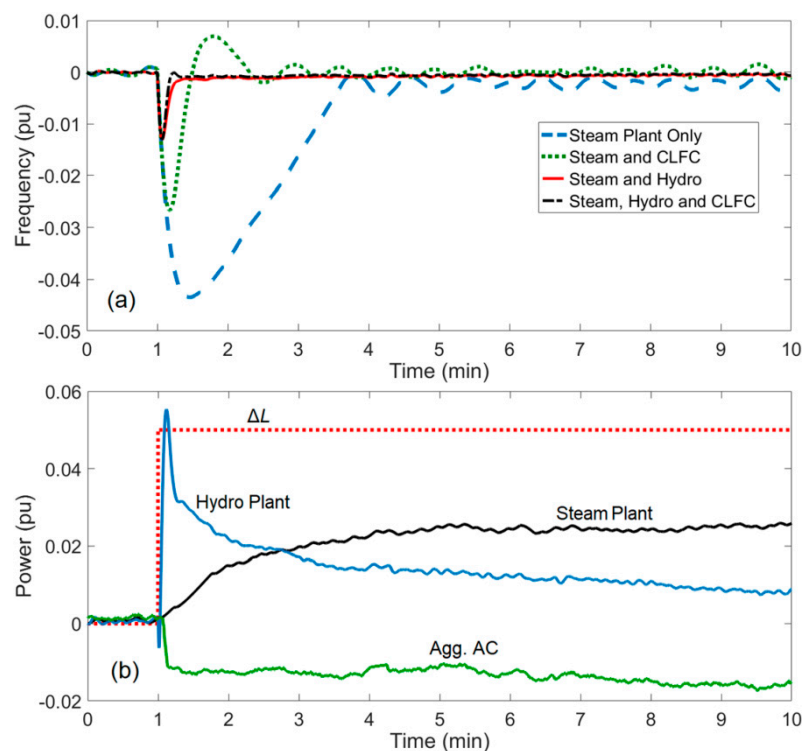 0.01
0
-0.01
-0.02
-0.03
-0.04
-0.05
Frequency (pu)
Steam Plant Only
Steam and CLFC
Steam and Hydro
Steam, Hydro and CLFC
(a)
0 1 2 3 4 5 6 7 8 9 10
Time (min)
0.06
0.04
0.02
0
-0.02
Power (pu)
ΔL
Hydro Plant
Steam Plant
Agg. AC
(b)
0 1 2 3 4 5 6 7 8 9 10
Time (min)